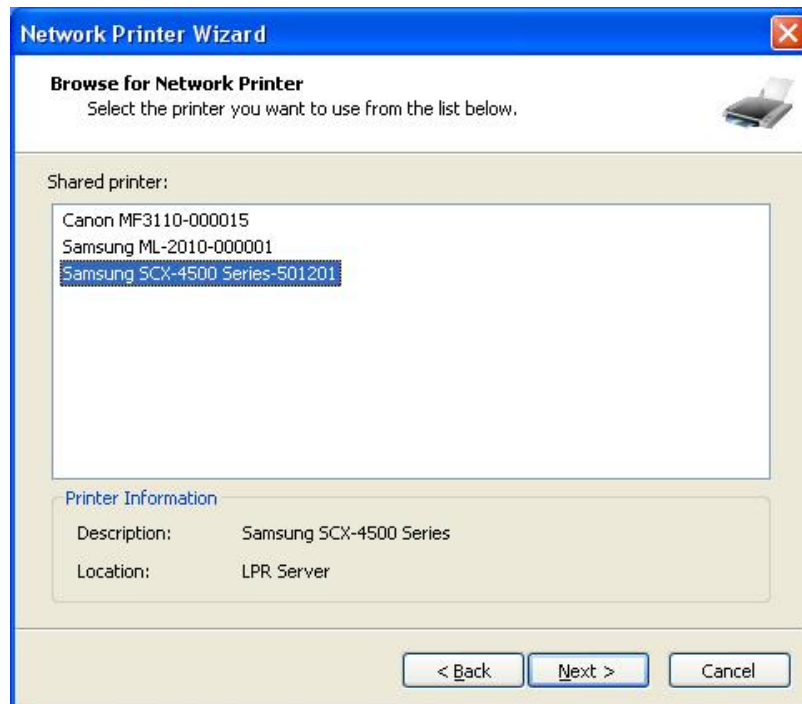 Network Printer Wizard
Browse for Network Printer
Select the printer you want to use from the list below.
Shared printer:
Canon MF3110-000015
Samsung ML-2010-000001
Samsung SCX-4500 Series-501201
Printer Information
Description: Samsung SCX-4500 Series
Location: LPR Server
< Back Next > Cancel